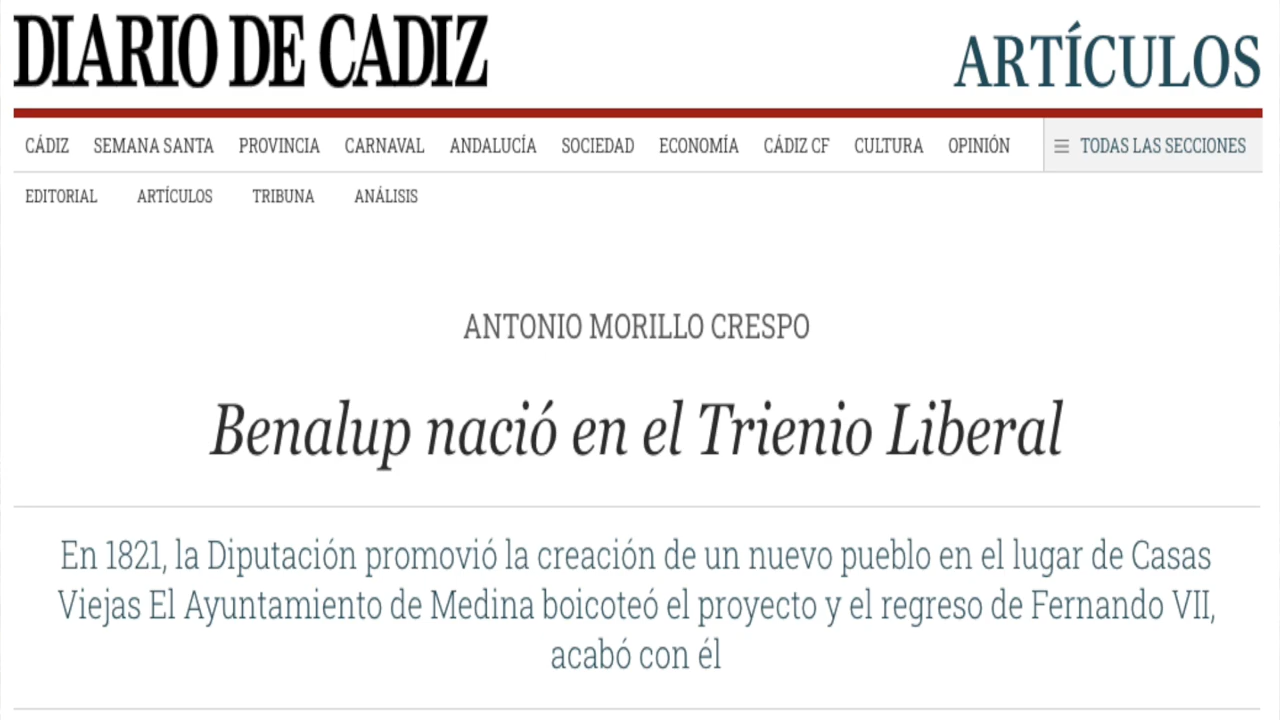 DIARIO DE CADIZ
ARTÍCULOS
CÁDIZ SEMANA SANTA PROVINCIA CARNAVAL ANDALUCÍA SOCIEDAD ECONOMÍA CÁDIZ CF CULTURA OPINIÓN TODAS LAS SECCIONES
EDITORIAL ARTÍCULOS TRIBUNA ANÁLISIS
ANTONIO MORILLO CRESPO
Benalup nació en el Trienio Liberal
En 1821, la Diputación promovió la creación de un nuevo pueblo en el lugar de Casas
Viejas El Ayuntamiento de Medina boicoteó el proyecto y el regreso de Fernando VII,
acabó con él